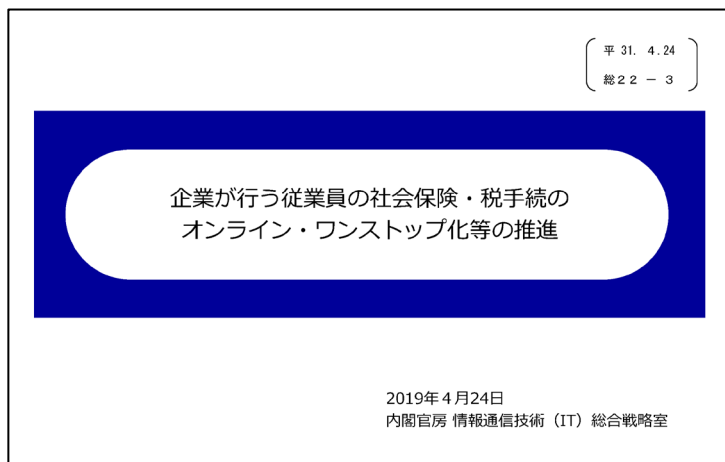 平 31. 4.24
総22 － 3
企業が行う従業員の社会保険・税手続の
オンライン・ワンストップ化等の推進
2019年４月24日
内閣官房 情報通信技術（IT）総合戦略室